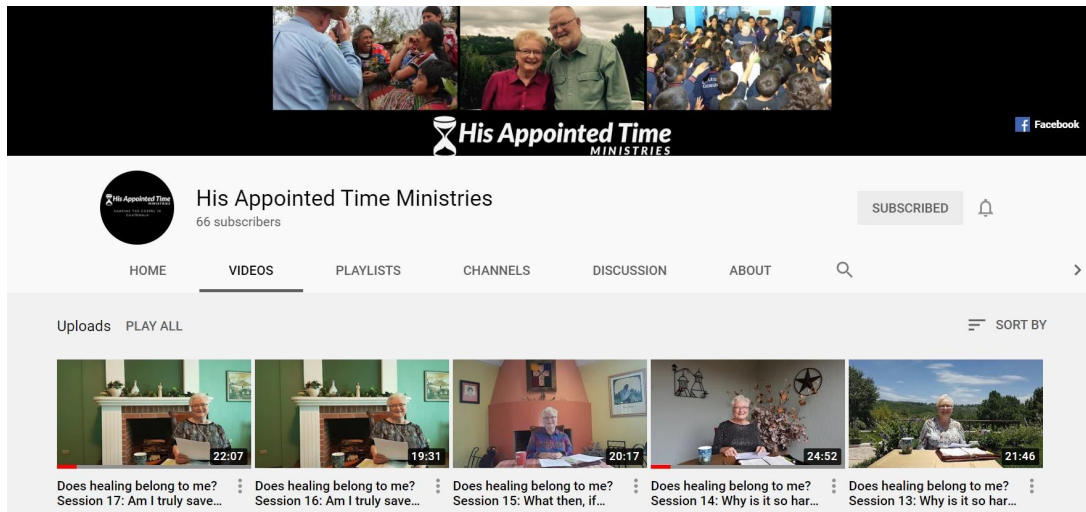 His Appointed Time
MINISTRIES
Facebook
His Appointed Time
MINISTRIES
His Appointed Time Ministries
66 subscribers
SUBSCRIBED
HOME
VIDEOS
PLAYLISTS
CHANNELS
DISCUSSION
ABOUT
Uploads
PLAY ALL
SORT BY
22:07
19:31
20:17
24:52
21:46
Does healing belong to me?
Session 17: Am I truly save...
Does healing belong to me?
Session 16: Am I truly save...
Does healing belong to me?
Session 15: What then, if...
Does healing belong to me?
Session 14: Why is it so har...
Does healing belong to me?
Session 13: Why is it so har...